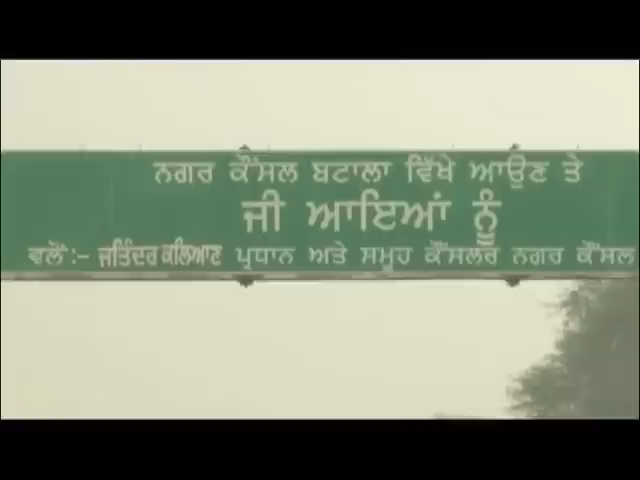 ਨਗਰ ਕੌਂਸਲ ਬਟਾਲਾ ਵਿੱਖੇ ਆਉਣ ਤੇ
ਜੀ ਆਇਆਂ ਨੂੰ
ਵਲੋਂ :- ਜਤਿੰਦਰ ਕਲਿਆਣ ਪ੍ਰਧਾਨ ਅਤੇ ਸਮੂਹ ਕੌਂਸਲਰ ਨਗਰ ਕੌਂਸਲ